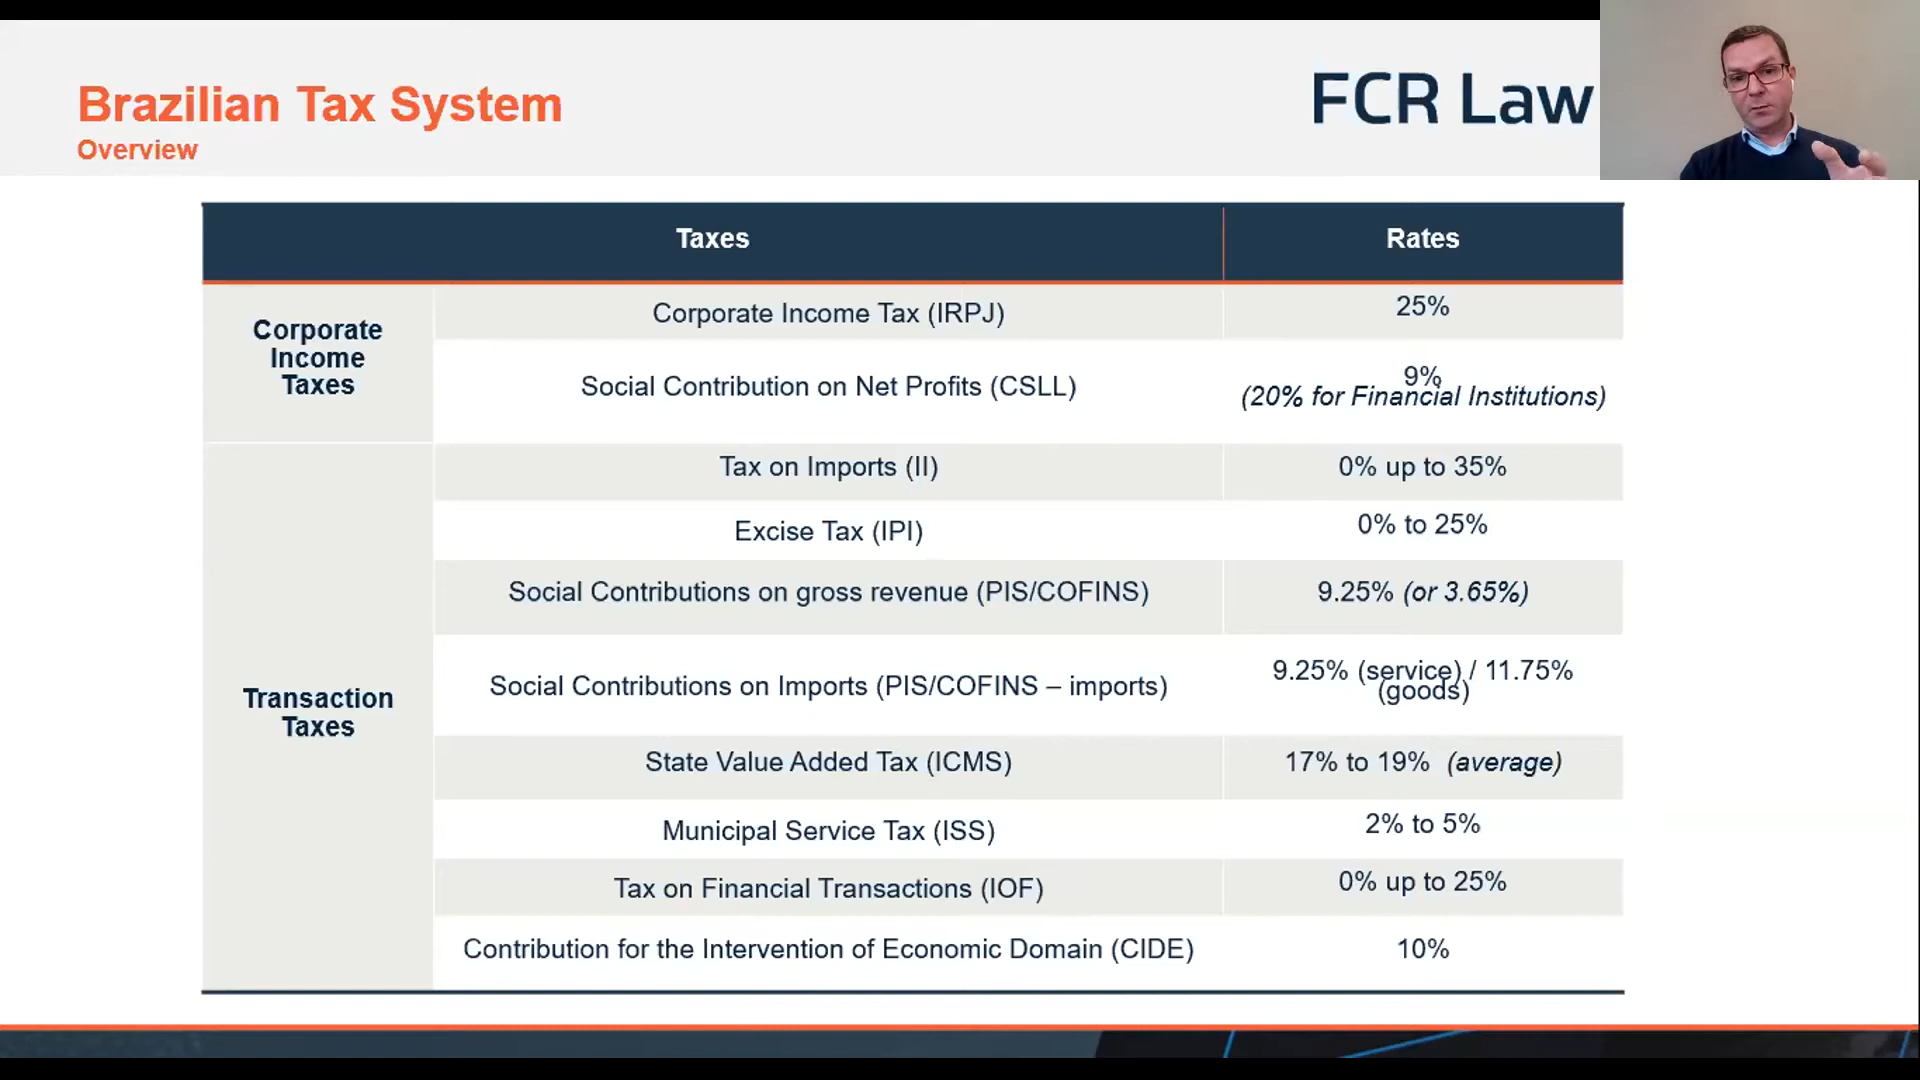 Brazilian Tax System
Overview
FCR Law
Taxes
Rates
Corporate
Income
Taxes
Corporate Income Tax (IRPJ)
25%
Social Contribution on Net Profits (CSLL)
9%
(20% for Financial Institutions)
Transaction
Taxes
Tax on Imports (II)
0% up to 35%
Excise Tax (IPI)
0% to 25%
Social Contributions on gross revenue (PIS/COFINS)
9.25% (or 3.65%)
Social Contributions on Imports (PIS/COFINS – imports)
9.25% (service) / 11.75%
(goods)
State Value Added Tax (ICMS)
17% to 19% (average)
Municipal Service Tax (ISS)
2% to 5%
Tax on Financial Transactions (IOF)
0% up to 25%
Contribution for the Intervention of Economic Domain (CIDE)
10%